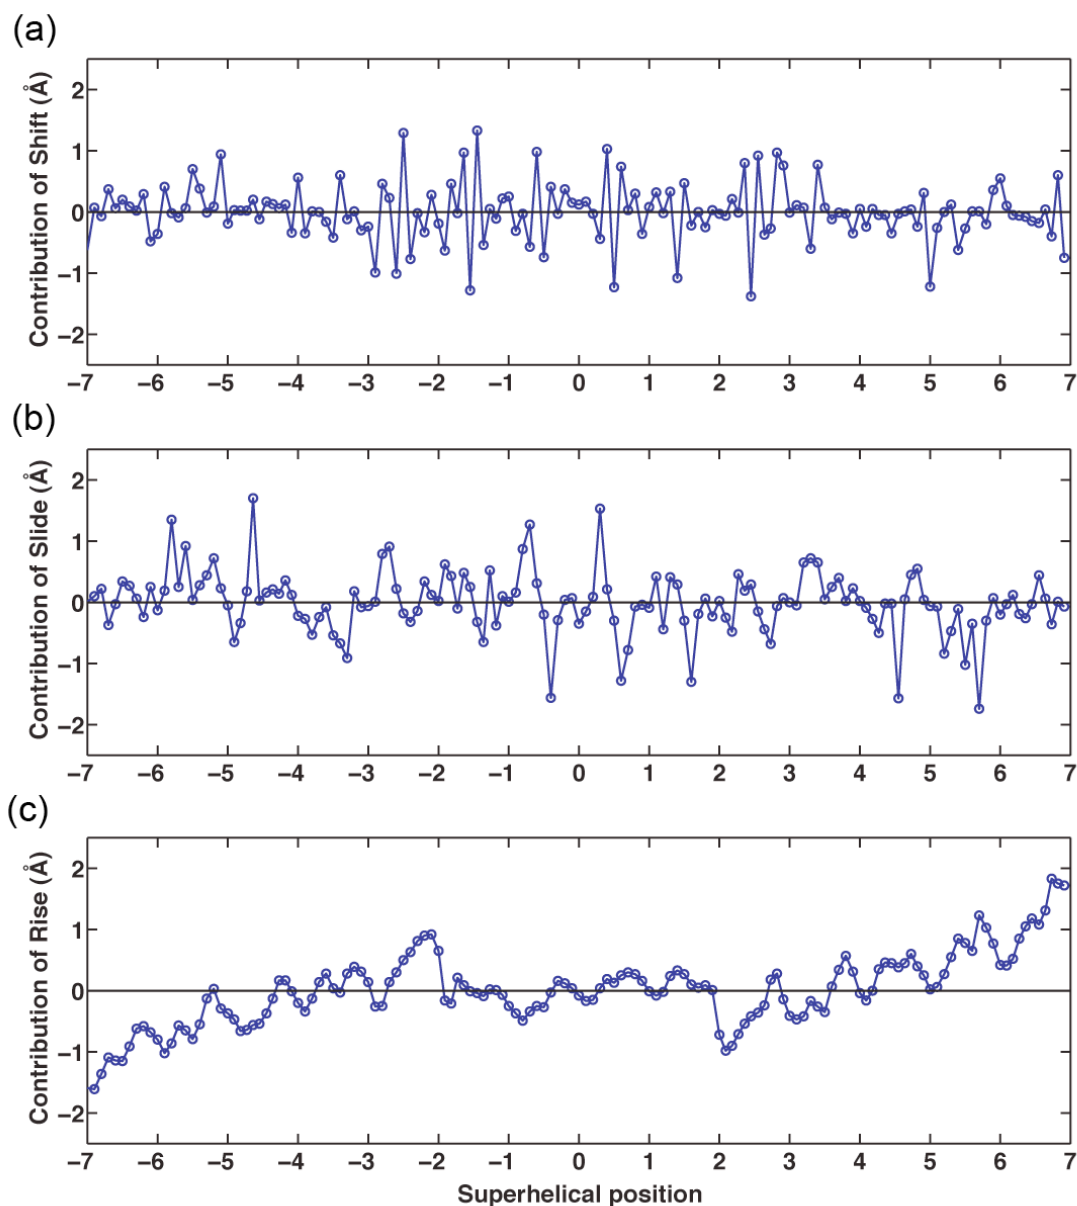 (a)
Contribution of Shift (Å)
2
1
0
−1
−2
−7 −6 −5 −4 −3 −2 −1 0 1 2 3 4 5 6 7
(b)
Contribution of Slide (Å)
2
1
0
−1
−2
−7 −6 −5 −4 −3 −2 −1 0 1 2 3 4 5 6 7
(c)
Contribution of Rise (Å)
2
1
0
−1
−2
−7 −6 −5 −4 −3 −2 −1 0 1 2 3 4 5 6 7
Superhelical position